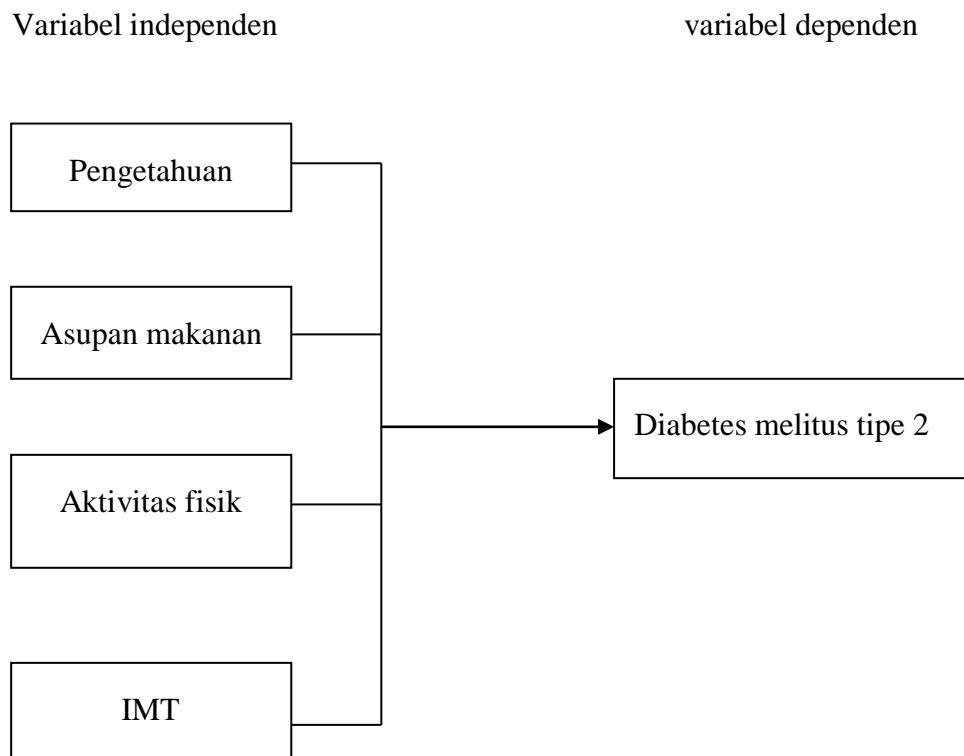 Variabel independen
variabel dependen
Pengetahuan
Asupan makanan
Diabetes melitus tipe 2
Aktivitas fisik
IMT